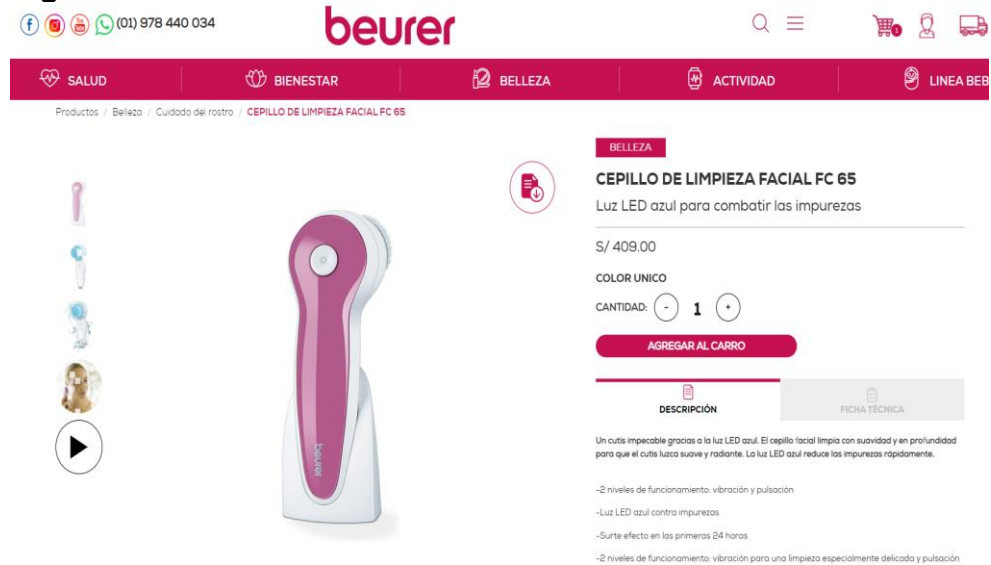 (01) 978 440 034
beurer
1
SALUD
BIENESTAR
BELLEZA
ACTIVIDAD
LINEA BEB
Productos / Belleza / Cuidado del rostro / CEPILLO DE LIMPIEZA FACIAL FC 65
BELLEZA
CEPILLO DE LIMPIEZA FACIAL FC 65
Luz LED azul para combatir las impurezas
S/ 409.00
COLOR UNICO
CANTIDAD: - 1 +
AGREGAR AL CARRO
DESCRIPCIÓN
FICHA TÉCNICA
beurer
Un cutis impecable gracias a la luz LED azul. El cepillo facial limpia con suavidad y en profundidad
para que el cutis luzca suave y radiante. La luz LED azul reduce las impurezas rápidamente.
-2 niveles de funcionamiento: vibración y pulsación
-Luz LED azul contra impurezas
-Surte efecto en las primeras 24 horas
-2 niveles de funcionamiento: vibración para una limpieza especialmente delicada y pulsación